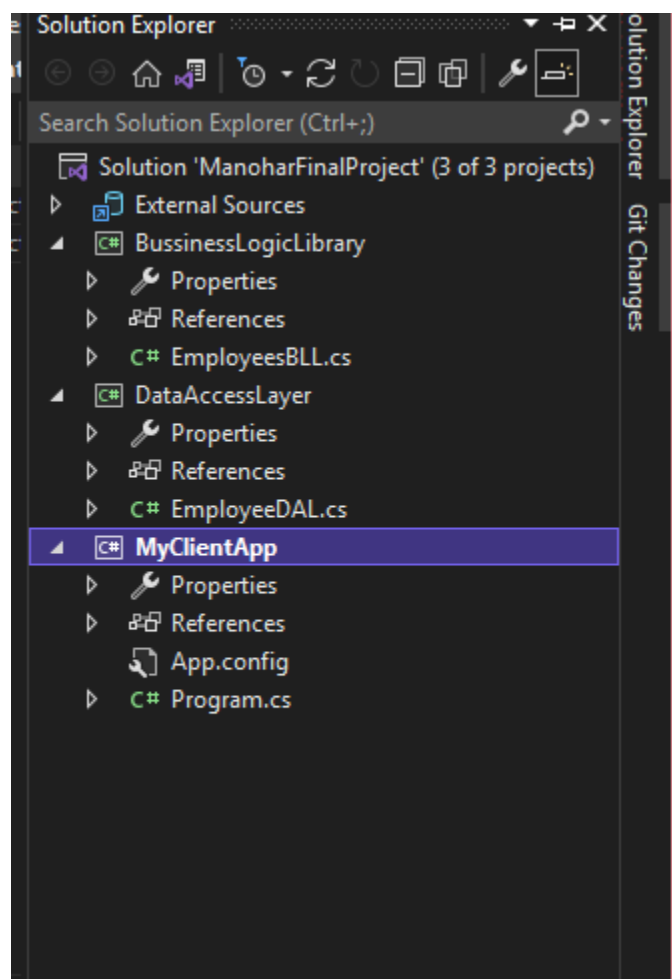 Solution Explorer
Search Solution Explorer (Ctrl+;)
Solution 'ManoharFinalProject' (3 of 3 projects)
External Sources
C# BussinessLogicLibrary
Properties
References
C# EmployeesBLL.cs
C# DataAccessLayer
Properties
References
C# EmployeeDAL.cs
C# MyClientApp
Properties
References
App.config
C# Program.cs
olution Explorer
Git Changes